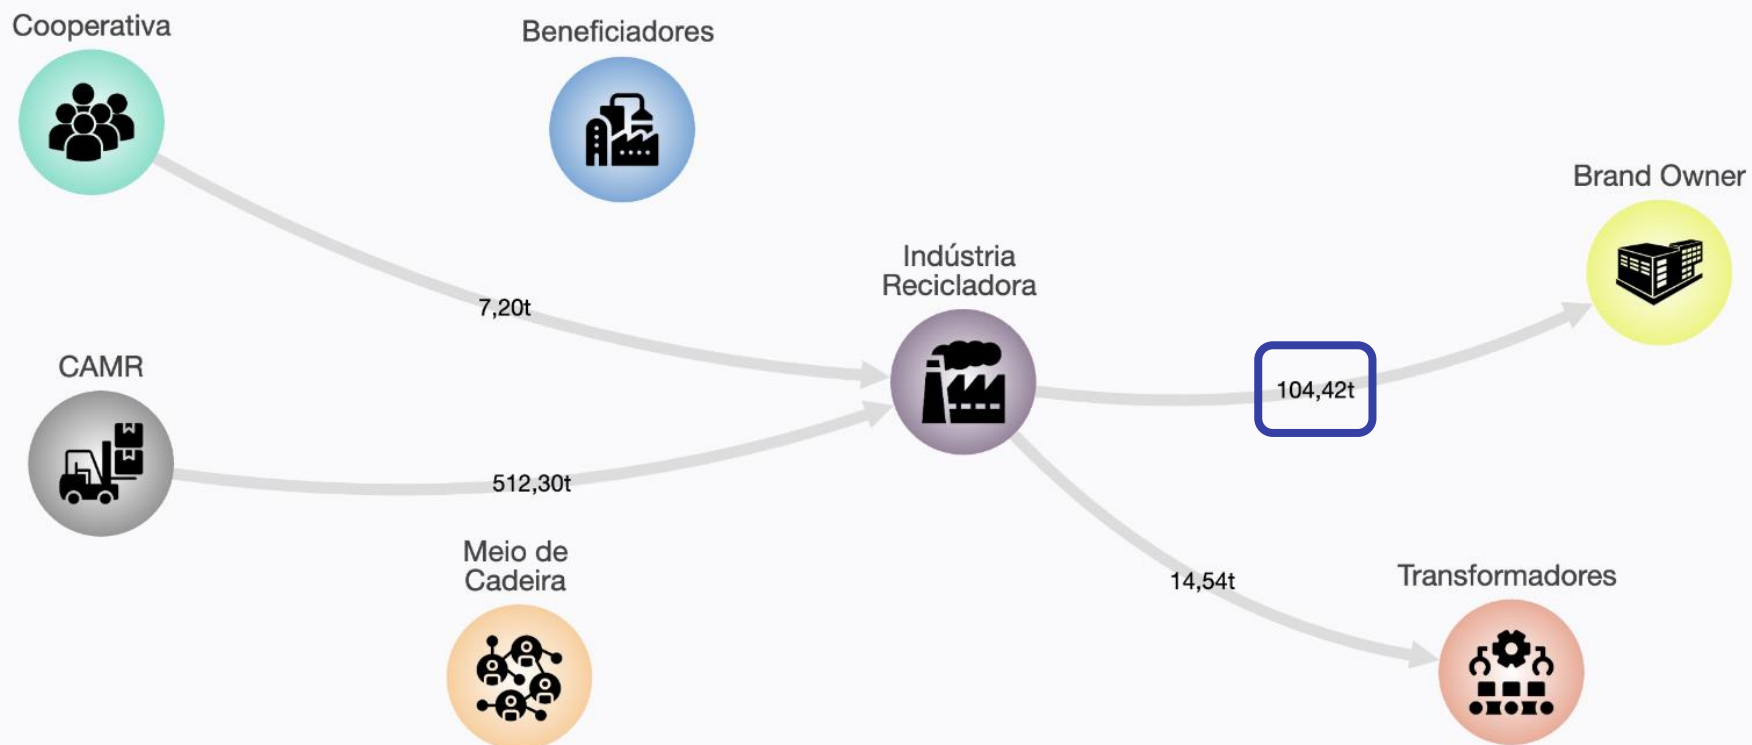 Cooperativa
Beneficiadores
Brand Owner
Indústria
Recicladora
7,20t
CAMR
104,42t
512,30t
Meio de
Cadeira
14,54t
Transformadores